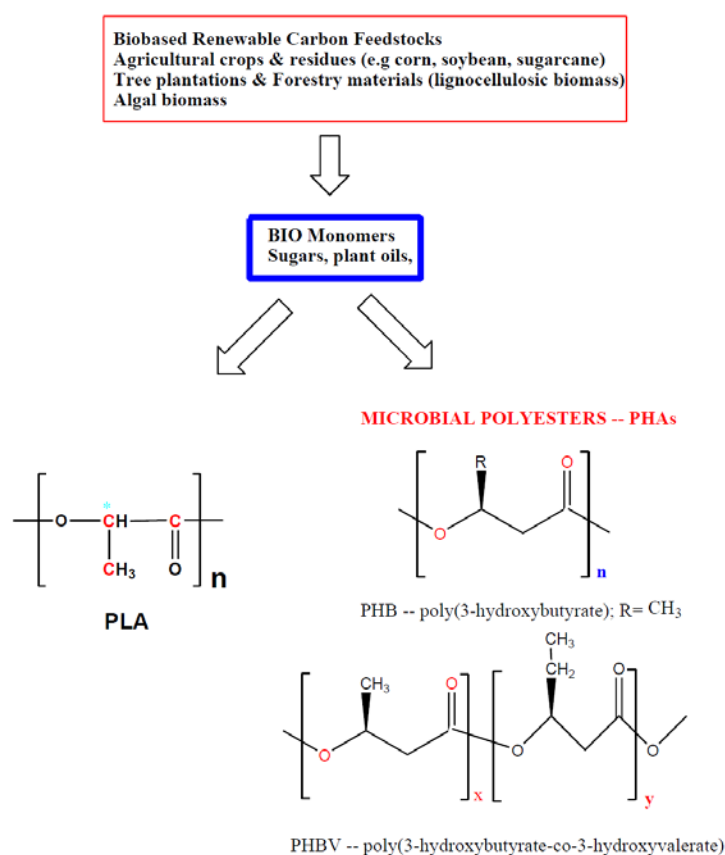 Biobased Renewable Carbon Feedstocks
Agricultural crops & residues (e.g corn, soybean, sugarcane)
Tree plantations & Forestry materials (lignocellulosic biomass)
Algal biomass
BIO Monomers
Sugars, plant oils,
MICROBIAL POLYESTERS -- PHAs
*
O CH C
CH3 O
n
PLA
R O
O
n
PHB -- poly(3-hydroxybutyrate); R= CH3
CH3
CH3 O CH2 O
O O O
x y
PHBV -- poly(3-hydroxybutyrate-co-3-hydroxyvalerate)